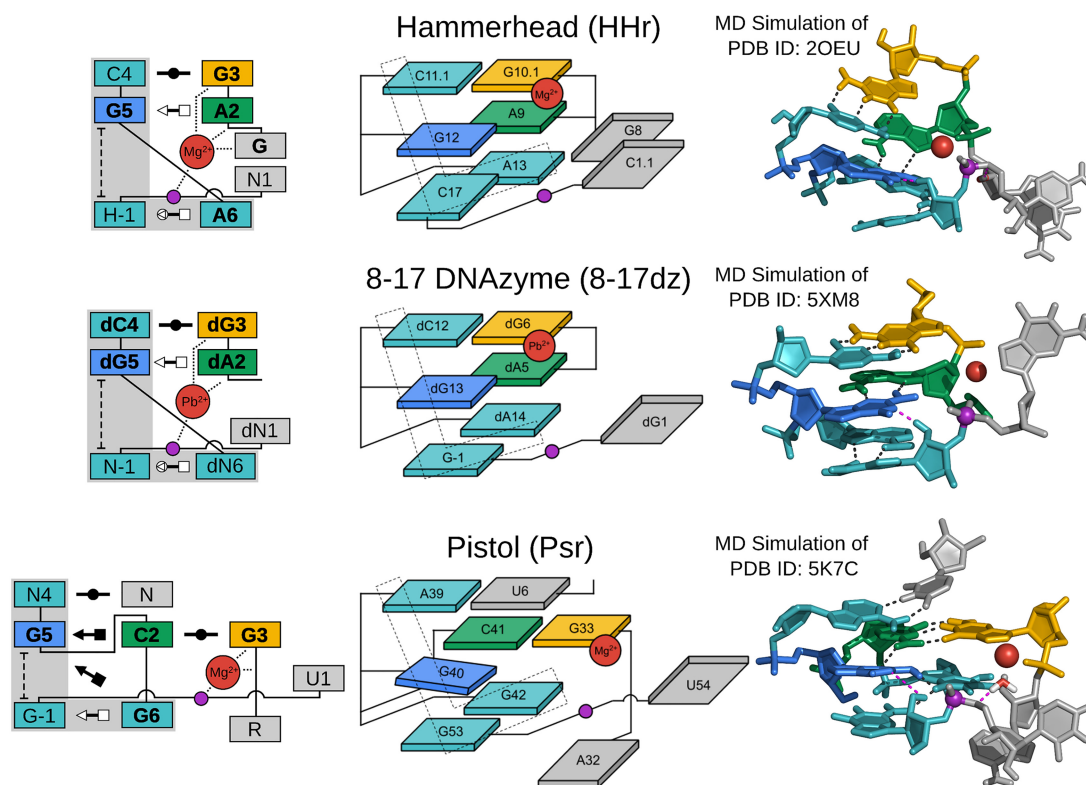 Hammerhead (HHr)
MD Simulation of
PDB ID: 2OEU
C4
G3
G5
A2
Mg2+
G
N1
H-1
A6
C11.1
G10.1
Mg2+
A9
G12
G8
A13
C1.1
C17
8-17 DNAzyme (8-17dz)
MD Simulation of
PDB ID: 5XM8
dC4
dG3
dG5
dA2
Pb2+
dN1
N-1
dN6
dC12
dG6
Pb2+
dA5
dG13
dA14
dG1
G-1
Pistol (Psr)
MD Simulation of
PDB ID: 5K7C
N4
N
G5
C2
G3
Mg2+
U1
G-1
G6
R
A39
U6
C41
G33
Mg2+
G40
G42
U54
G53
A32